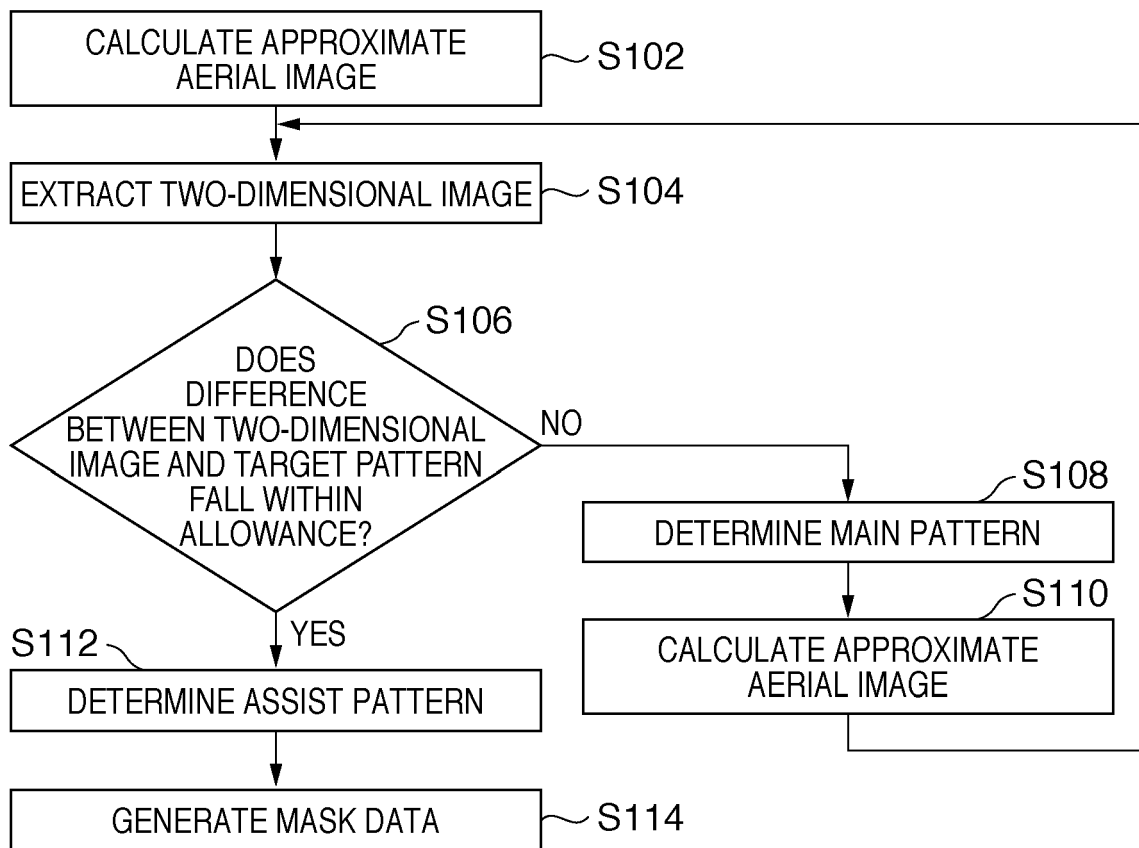 CALCULATE APPROXIMATE
AERIAL IMAGE
S102
EXTRACT TWO-DIMENSIONAL IMAGE
S104
S106
DOES
DIFFERENCE
BETWEEN TWO-DIMENSIONAL
IMAGE AND TARGET PATTERN
FALL WITHIN
ALLOWANCE?
NO
S108
DETERMINE MAIN PATTERN
S110
CALCULATE APPROXIMATE
AERIAL IMAGE
YES
S112
DETERMINE ASSIST PATTERN
GENERATE MASK DATA
S114